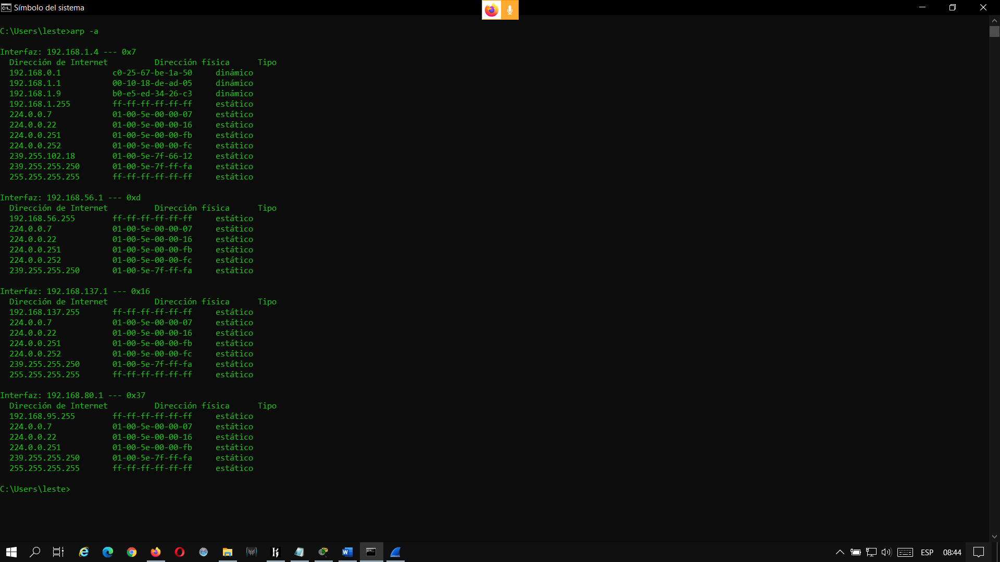 Símbolo del sistema
C:\Users\leste>arp -a
Interfaz: 192.168.1.4 --- 0x7
Dirección de Internet          Dirección física      Tipo
192.168.0.1           c0-25-67-be-1a-50     dinámico
192.168.1.1           00-10-18-de-ad-05     dinámico
192.168.1.9           b0-e5-ed-34-26-c3     dinámico
192.168.1.255         ff-ff-ff-ff-ff-ff     estático
224.0.0.7             01-00-5e-00-00-07     estático
224.0.0.22            01-00-5e-00-00-16     estático
224.0.0.251           01-00-5e-00-00-fb     estático
224.0.0.252           01-00-5e-00-00-fc     estático
239.255.102.18        01-00-5e-7f-66-12     estático
239.255.255.250       01-00-5e-7f-ff-fa     estático
255.255.255.255       ff-ff-ff-ff-ff-ff     estático
Interfaz: 192.168.56.1 --- 0xd
Dirección de Internet          Dirección física      Tipo
192.168.56.255        ff-ff-ff-ff-ff-ff     estático
224.0.0.7             01-00-5e-00-00-07     estático
224.0.0.22            01-00-5e-00-00-16     estático
224.0.0.251           01-00-5e-00-00-fb     estático
224.0.0.252           01-00-5e-00-00-fc     estático
239.255.255.250       01-00-5e-7f-ff-fa     estático
Interfaz: 192.168.137.1 --- 0x16
Dirección de Internet          Dirección física      Tipo
192.168.137.255       ff-ff-ff-ff-ff-ff     estático
224.0.0.7             01-00-5e-00-00-07     estático
224.0.0.22            01-00-5e-00-00-16     estático
224.0.0.251           01-00-5e-00-00-fb     estático
224.0.0.252           01-00-5e-00-00-fc     estático
239.255.255.250       01-00-5e-7f-ff-fa     estático
255.255.255.255       ff-ff-ff-ff-ff-ff     estático
Interfaz: 192.168.80.1 --- 0x37
Dirección de Internet          Dirección física      Tipo
192.168.95.255        ff-ff-ff-ff-ff-ff     estático
224.0.0.7             01-00-5e-00-00-07     estático
224.0.0.22            01-00-5e-00-00-16     estático
224.0.0.251           01-00-5e-00-00-fb     estático
239.255.255.250       01-00-5e-7f-ff-fa     estático
255.255.255.255       ff-ff-ff-ff-ff-ff     estático
C:\Users\leste>
ESP 08:44